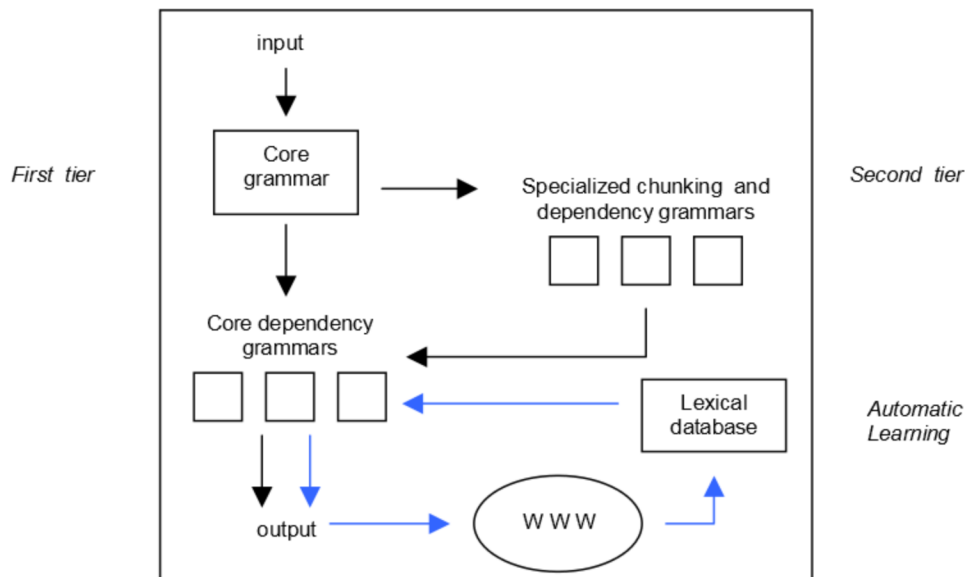 input
First tier
Core
grammar
Specialized chunking and
dependency grammars
Second tier
Core dependency
grammars
Lexical
database
Automatic
Learning
output
W W W